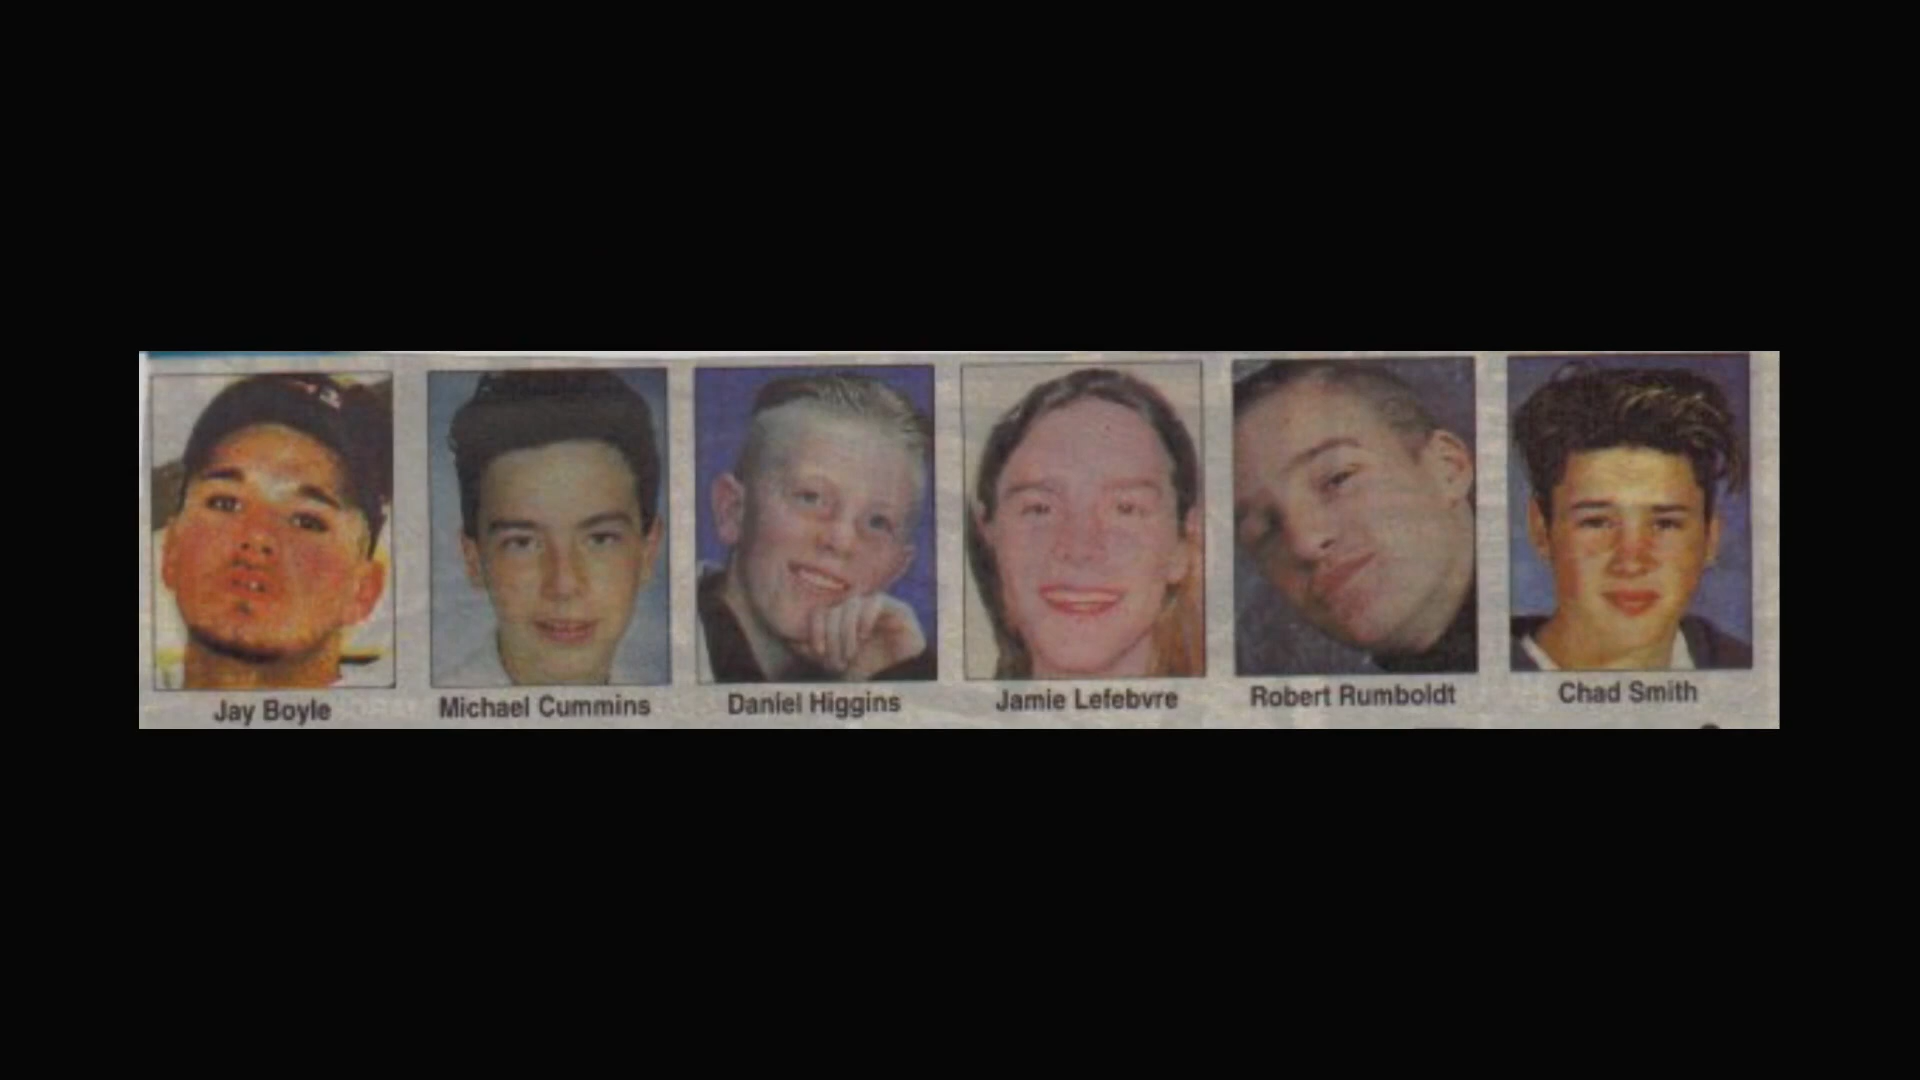 Jay Boyle
Michael Cummins
Daniel Higgins
Jamie Lefebvre
Robert Rumboldt
Chad Smith